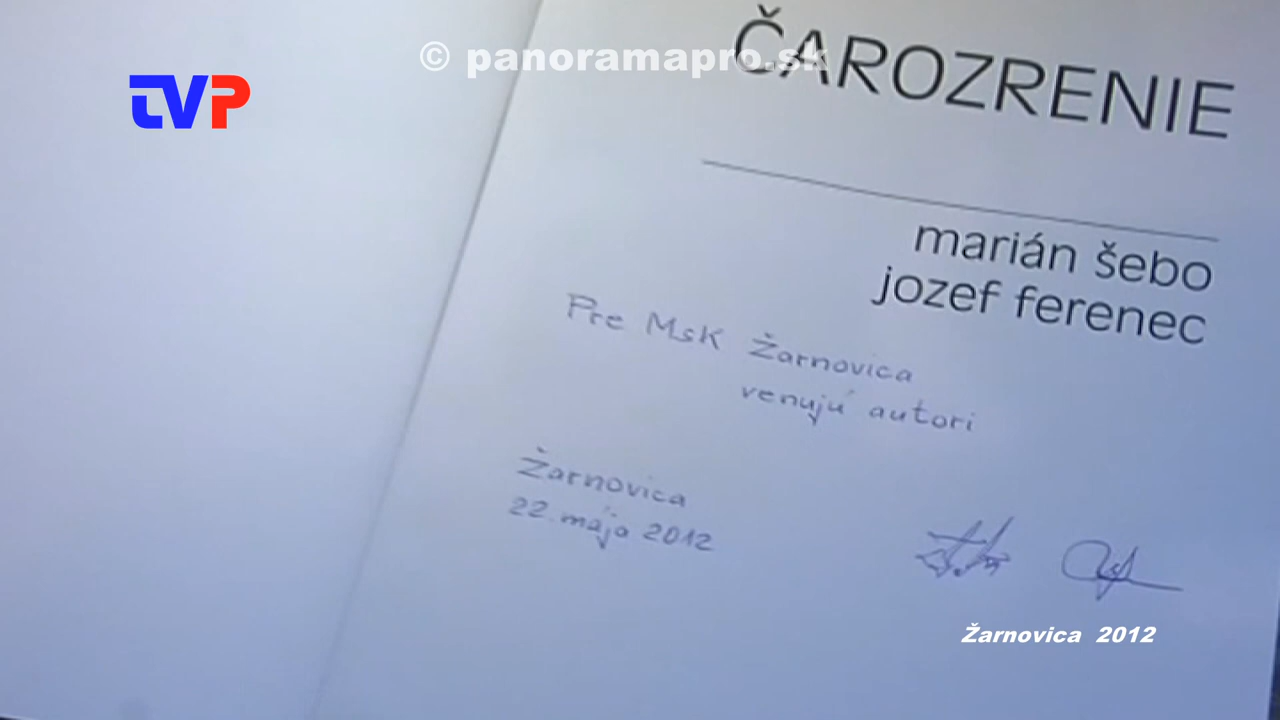 © panoramapro.sk
TVP
ČAROZRENIE
marián šebo
jozef ferenec
Pre MsK Žarnovica
venujú autori
Žarnovica
22. mája 2012
Žarnovica 2012